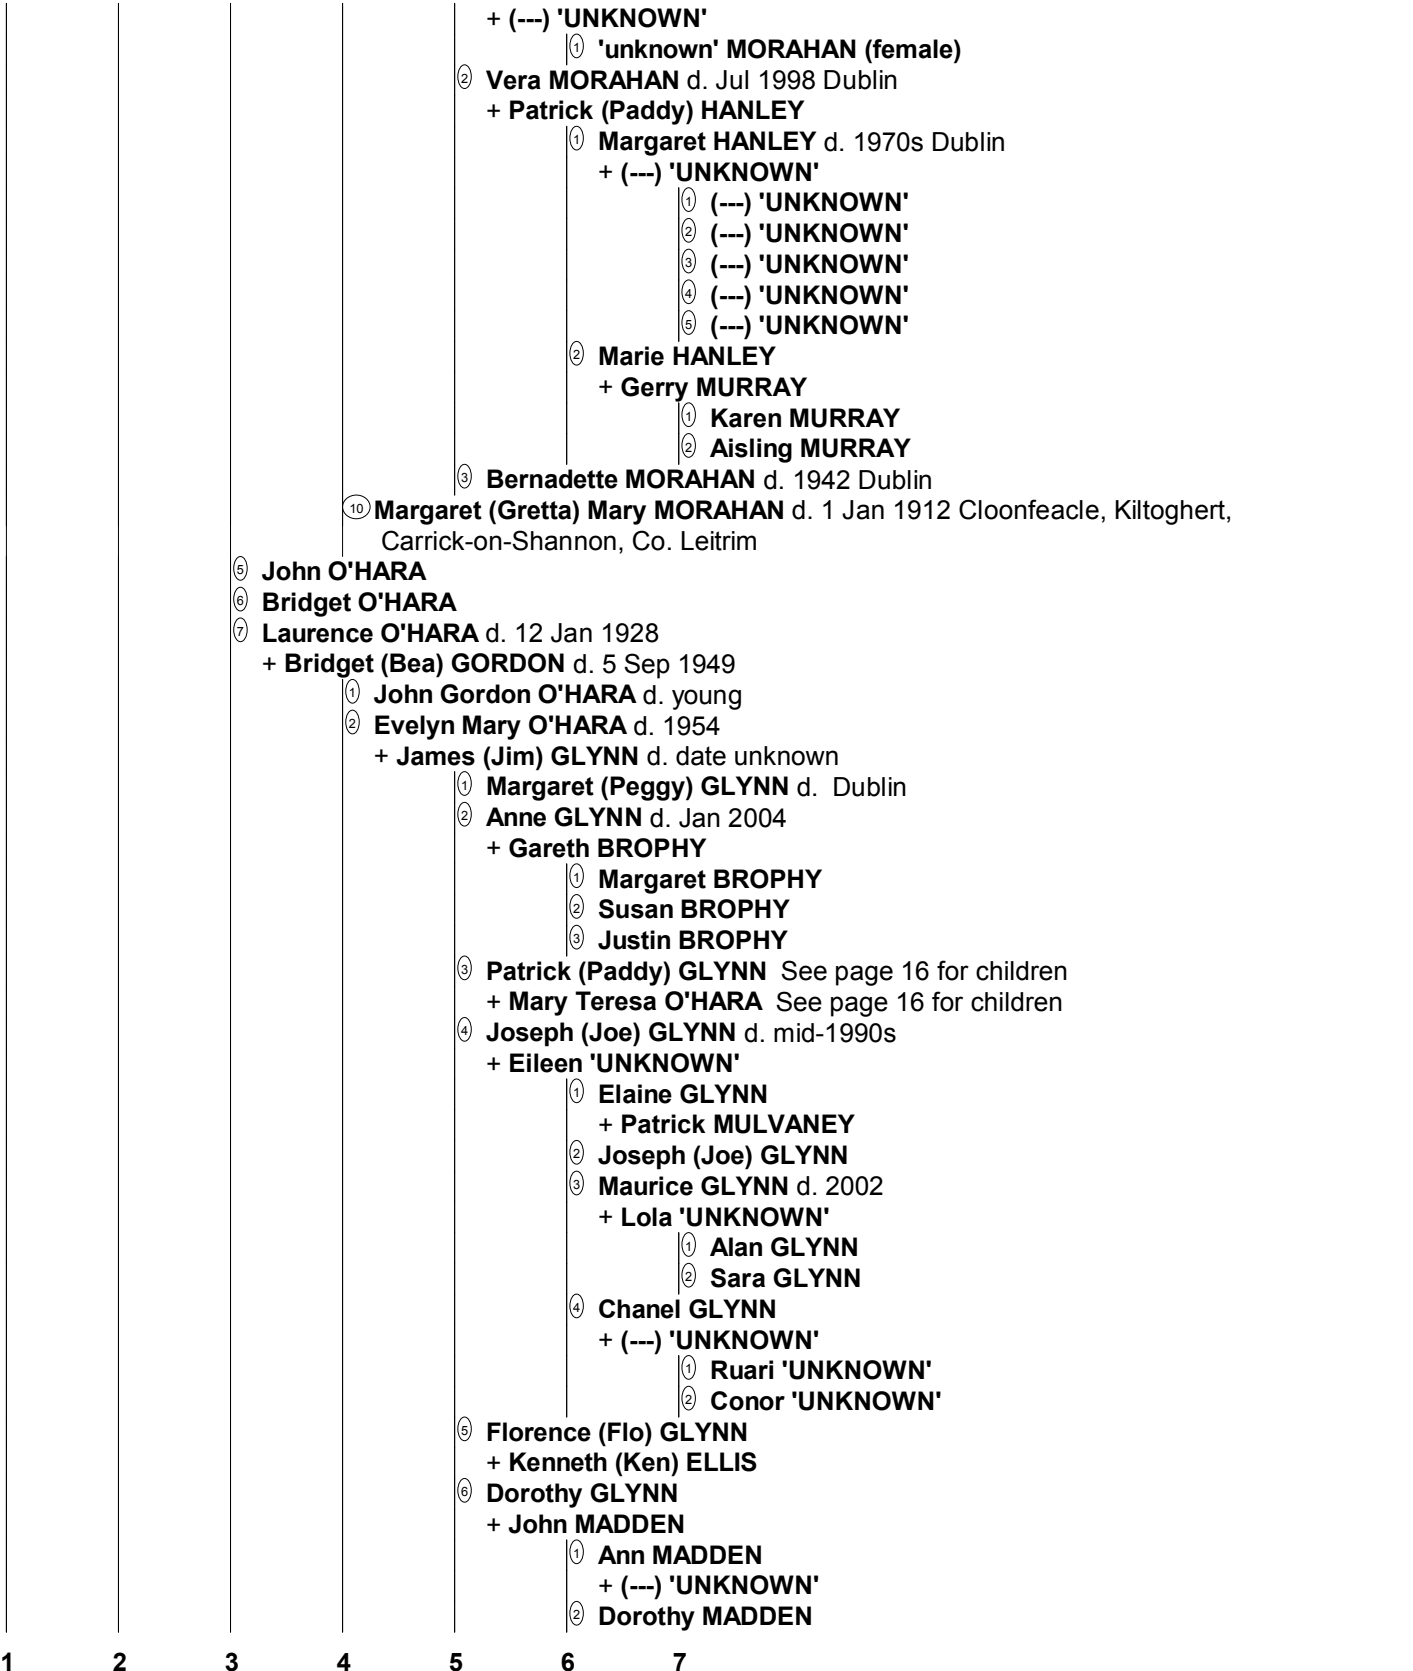 + (---) 'UNKNOWN'
1 'unknown' MORAHAN (female)
2 Vera MORAHAN d. Jul 1998 Dublin
+ Patrick (Paddy) HANLEY
1 Margaret HANLEY d. 1970s Dublin
+ (---) 'UNKNOWN'
1 (---) 'UNKNOWN'
2 (---) 'UNKNOWN'
3 (---) 'UNKNOWN'
4 (---) 'UNKNOWN'
5 (---) 'UNKNOWN'
2 Marie HANLEY
+ Gerry MURRAY
1 Karen MURRAY
2 Aisling MURRAY
3 Bernadette MORAHAN d. 1942 Dublin
10 Margaret (Gretta) Mary MORAHAN d. 1 Jan 1912 Cloonfeacle, Kiltoghert,
Carrick-on-Shannon, Co. Leitrim
5 John O'HARA
6 Bridget O'HARA
7 Laurence O'HARA d. 12 Jan 1928
+ Bridget (Bea) GORDON d. 5 Sep 1949
1 John Gordon O'HARA d. young
2 Evelyn Mary O'HARA d. 1954
+ James (Jim) GLYNN d. date unknown
1 Margaret (Peggy) GLYNN d. Dublin
2 Anne GLYNN d. Jan 2004
+ Gareth BROPHY
1 Margaret BROPHY
2 Susan BROPHY
3 Justin BROPHY
3 Patrick (Paddy) GLYNN See page 16 for children
+ Mary Teresa O'HARA See page 16 for children
4 Joseph (Joe) GLYNN d. mid-1990s
+ Eileen 'UNKNOWN'
1 Elaine GLYNN
+ Patrick MULVANEY
2 Joseph (Joe) GLYNN
3 Maurice GLYNN d. 2002
+ Lola 'UNKNOWN'
1 Alan GLYNN
2 Sara GLYNN
4 Chanel GLYNN
+ (---) 'UNKNOWN'
1 Ruari 'UNKNOWN'
2 Conor 'UNKNOWN'
5 Florence (Flo) GLYNN
+ Kenneth (Ken) ELLIS
6 Dorothy GLYNN
+ John MADDEN
1 Ann MADDEN
+ (---) 'UNKNOWN'
2 Dorothy MADDEN
1 2 3 4 5 6 7